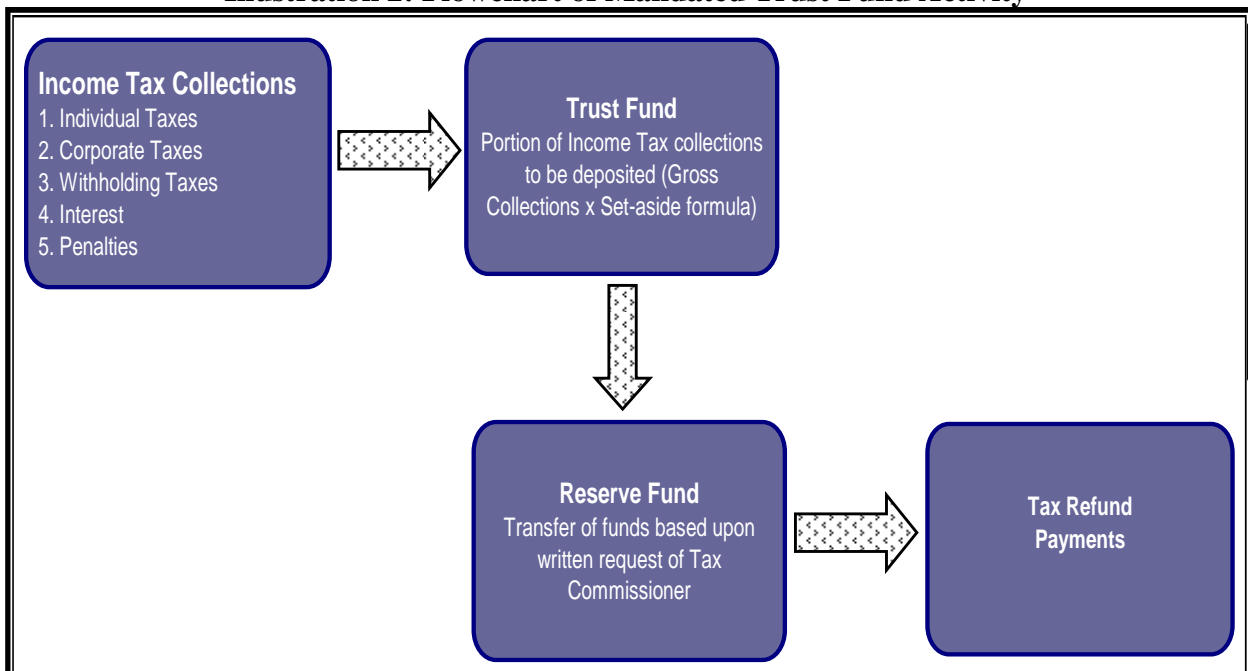 Income Tax Collections
1. Individual Taxes
2. Corporate Taxes
3. Withholding Taxes
4. Interest
5. Penalties
Trust Fund
Portion of Income Tax collections
to be deposited (Gross
Collections x Set-aside formula)
Reserve Fund
Transfer of funds based upon
written request of Tax
Commissioner
Tax Refund
Payments